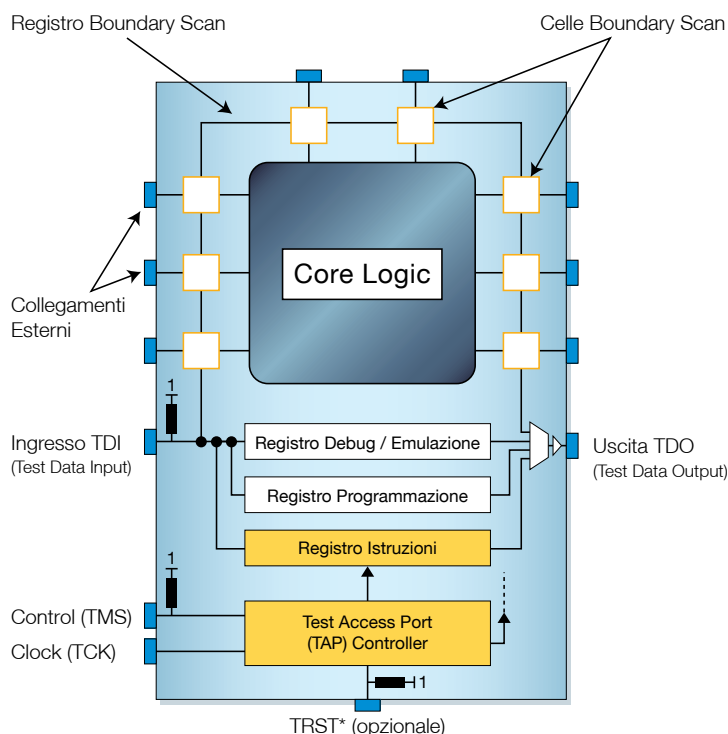 Registro Boundary Scan
Celle Boundary Scan
Core Logic
Collegamenti
Esterni
1
Ingresso TDI
(Test Data Input)
Registro Debug / Emulazione
Uscita TDO
(Test Data Output)
Registro Programmazione
Registro Istruzioni
1
Control (TMS)
Test Access Port
(TAP) Controller
Clock (TCK)
1
TRST* (opzionale)